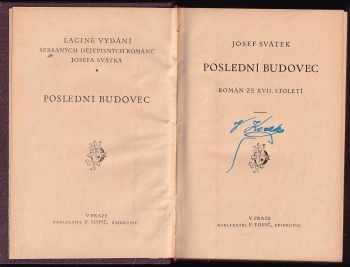 LACINÉ VYDÁNÍ
SEBRANÝCH DĚJEPISNÝCH ROMÁNŮ
JOSEFA SVÁTKA
POSLEDNÍ BUDOVEC
V PRAZE
NAKLADATEL F. TOPIČ, KNIHKUPEC
JOSEF SVÁTEK
POSLEDNÍ BUDOVEC
ROMÁN ZE XVII. STOLETÍ
V PRAZE
NAKLADATEL F. TOPIČ, KNIHKUPEC